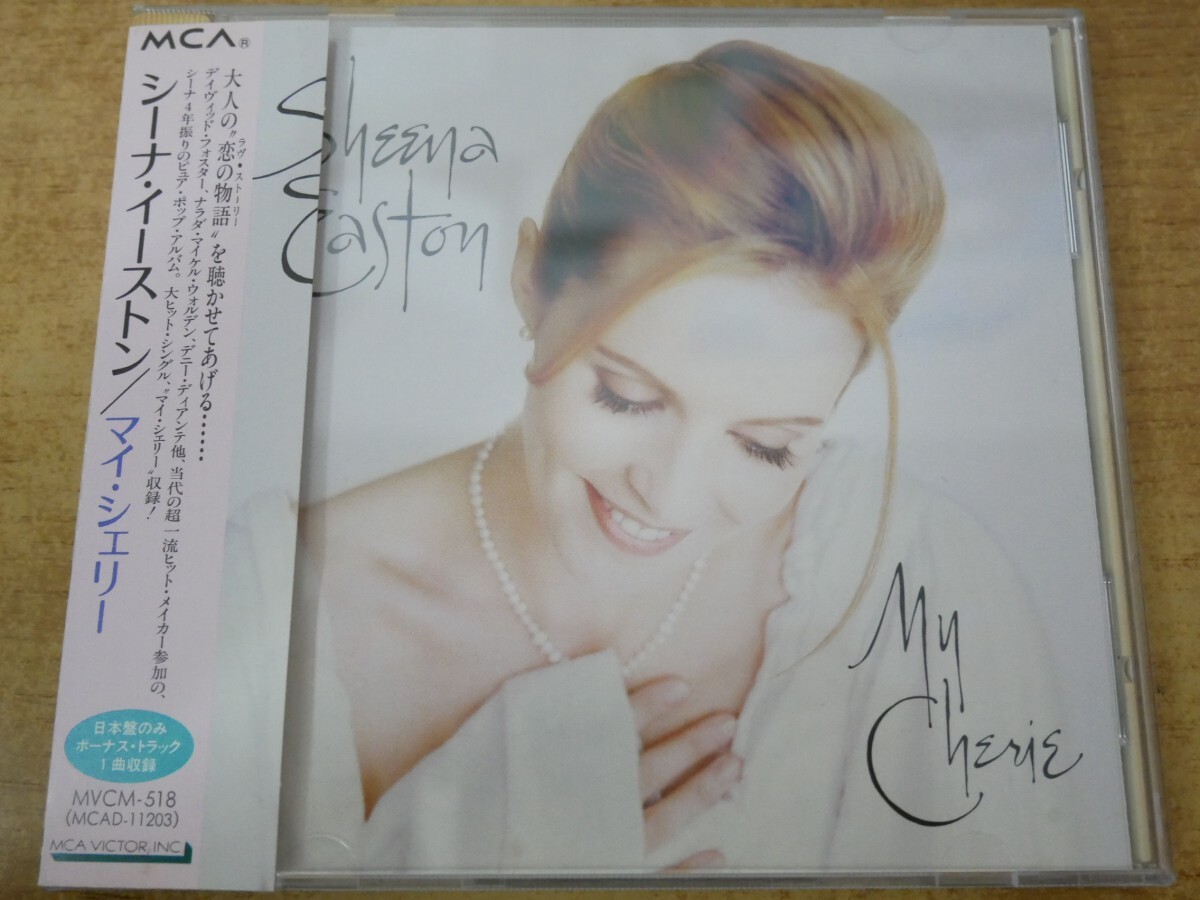 MCA®
大人の“恋の物語”を聴かせてあげる……
ラヴ・ストーリー
デイヴィッド・フォスター、ナラダ・マイケル・ウォルデン、デニー・ディアンテ他、当代の超一流ヒット・メイカー参加の、
シーナ4年振りのピュア・ポップ・アルバム。大ヒット・シングル、“マイ・シェリー”収録!
シーナ・イーストン/マイ・シェリー
日本盤のみ
ボーナス・トラック
1曲収録
MVCM-518
(MCAD-11203)
MCA VICTOR, INC
Sheena
Easton
My
Cherie